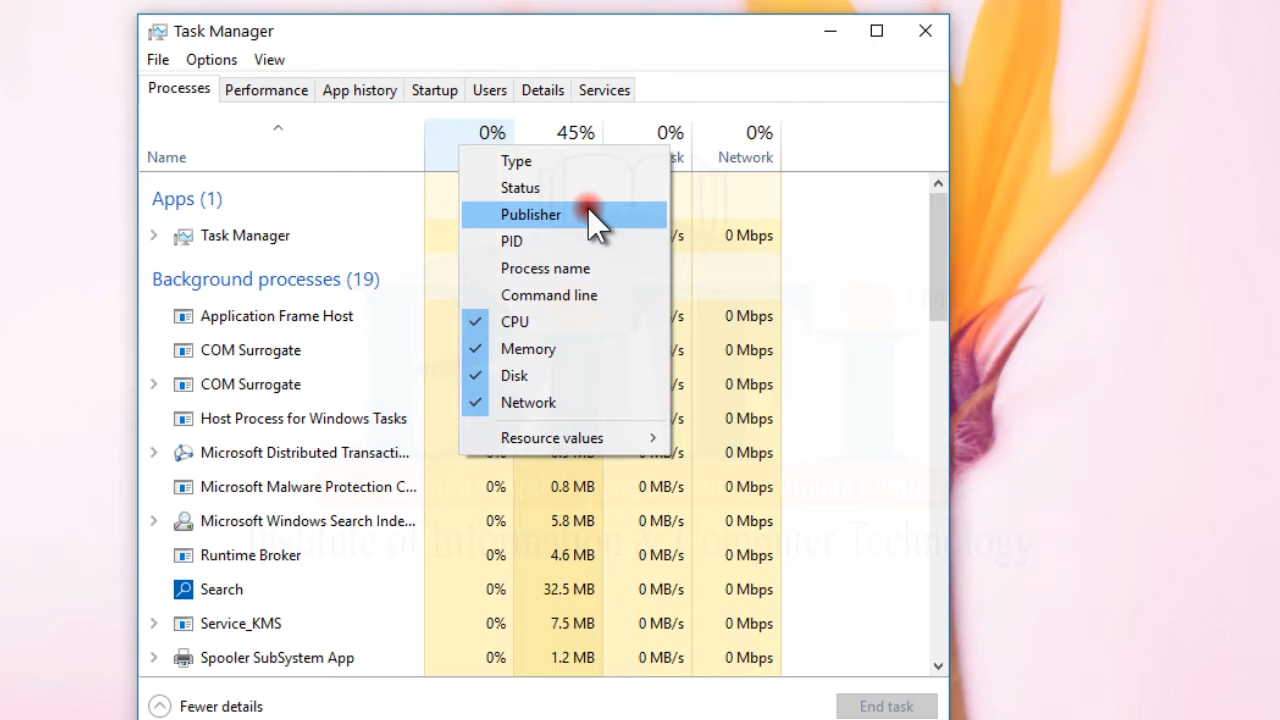 Task Manager
File Options View
Processes Performance App history Startup Users Details Services
0% 45% 0% 0%
Name sk Network
Type
Status
Publisher
PID
Process name
Command line
CPU
Memory
Disk
Network
Resource values
Apps (1)
Task Manager /s 0 Mbps
Background processes (19)
Application Frame Host /s 0 Mbps
COM Surrogate /s 0 Mbps
COM Surrogate /s 0 Mbps
Host Process for Windows Tasks /s 0 Mbps
Microsoft Distributed Transacti... 0 Mbps
Microsoft Malware Protection C... 0% 0.8 MB 0 MB/s 0 Mbps
Microsoft Windows Search Inde... 0% 5.8 MB 0 MB/s 0 Mbps
Institute of Information & Computer Technology
Runtime Broker 0% 4.6 MB 0 MB/s 0 Mbps
Search 0% 32.5 MB 0 MB/s 0 Mbps
Service_KMS 0% 7.5 MB 0 MB/s 0 Mbps
Spooler SubSystem App 0% 1.2 MB 0 MB/s 0 Mbps
Fewer details End task